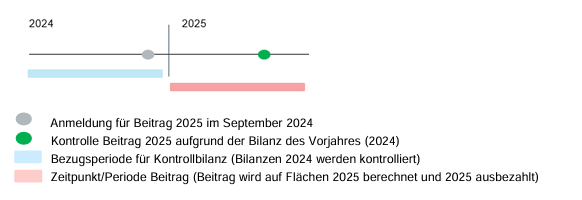 2024 2025
Anmeldung für Beitrag 2025 im September 2024
Kontrolle Beitrag 2025 aufgrund der Bilanz des Vorjahres (2024)
Bezugsperiode für Kontrollbilanz (Bilanzen 2024 werden kontrolliert)
Zeitpunkt/Periode Beitrag (Beitrag wird auf Flächen 2025 berechnet und 2025 ausbezahlt)